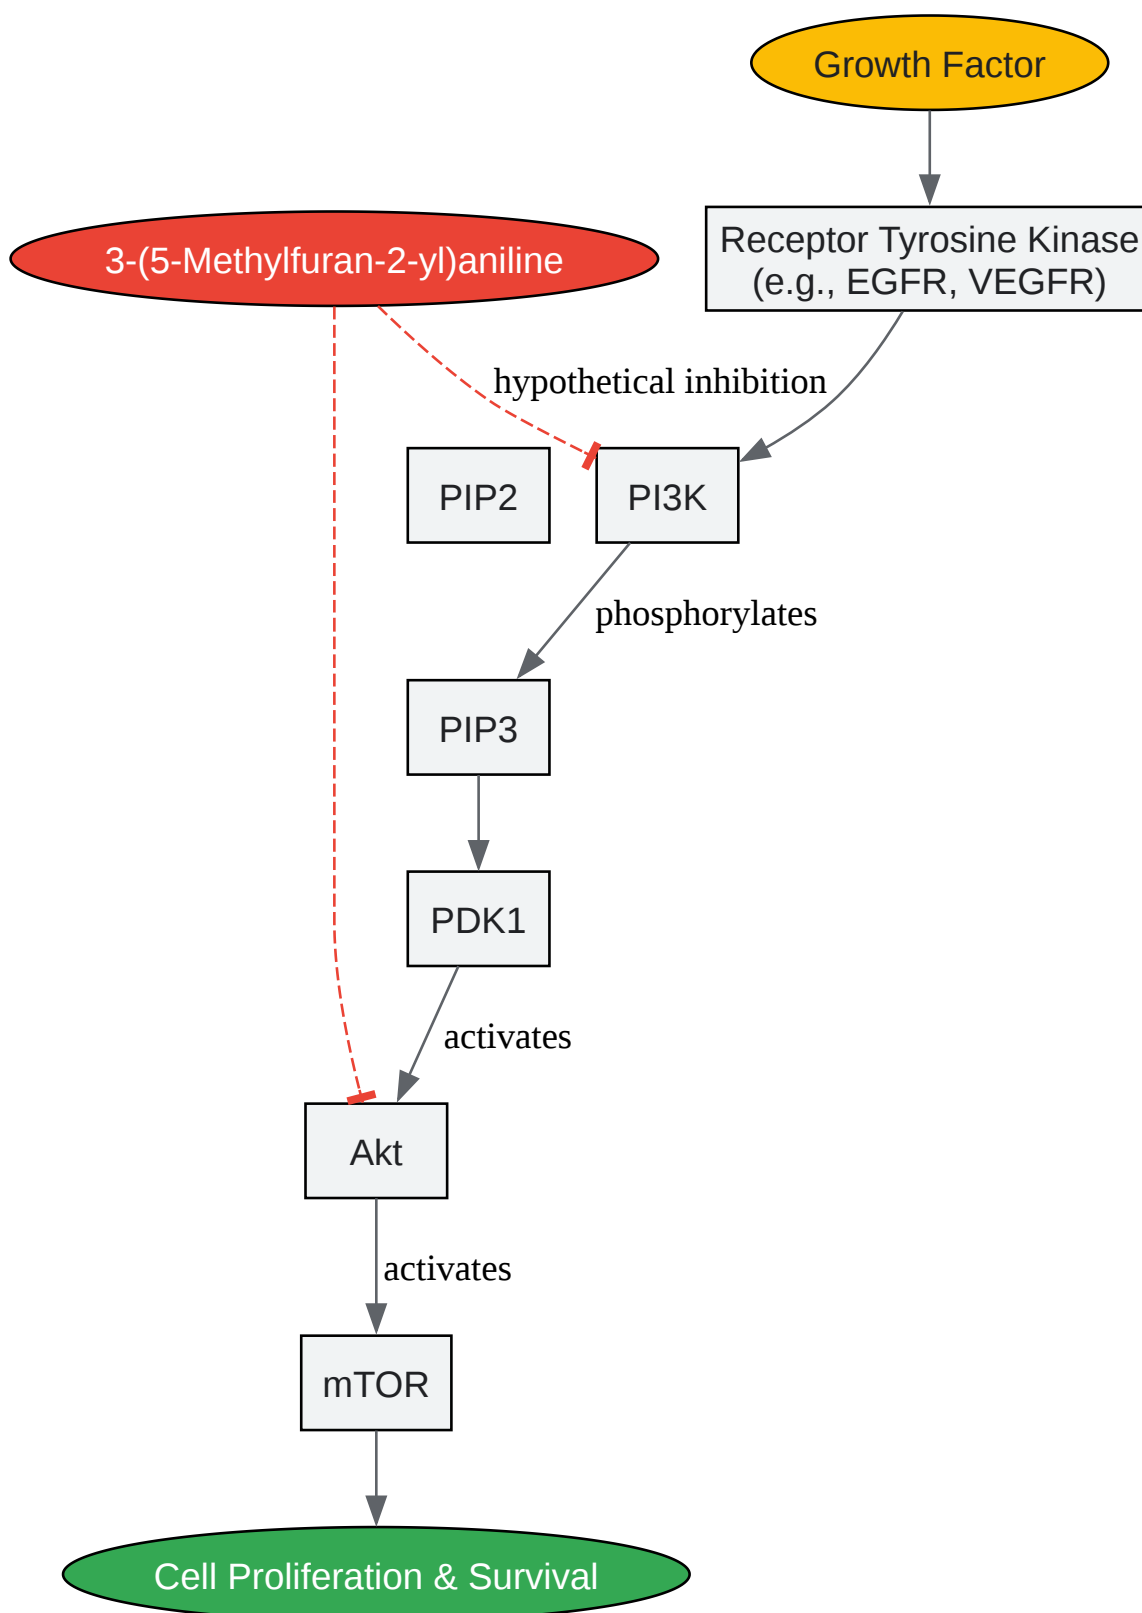 Growth Factor
3-(5-Methylfuran-2-yl)aniline
Receptor Tyrosine Kinase
(e.g., EGFR, VEGFR)
hypothetical inhibition
PIP2
PI3K
phosphorylates
PIP3
PDK1
activates
Akt
activates
mTOR
Cell Proliferation & Survival